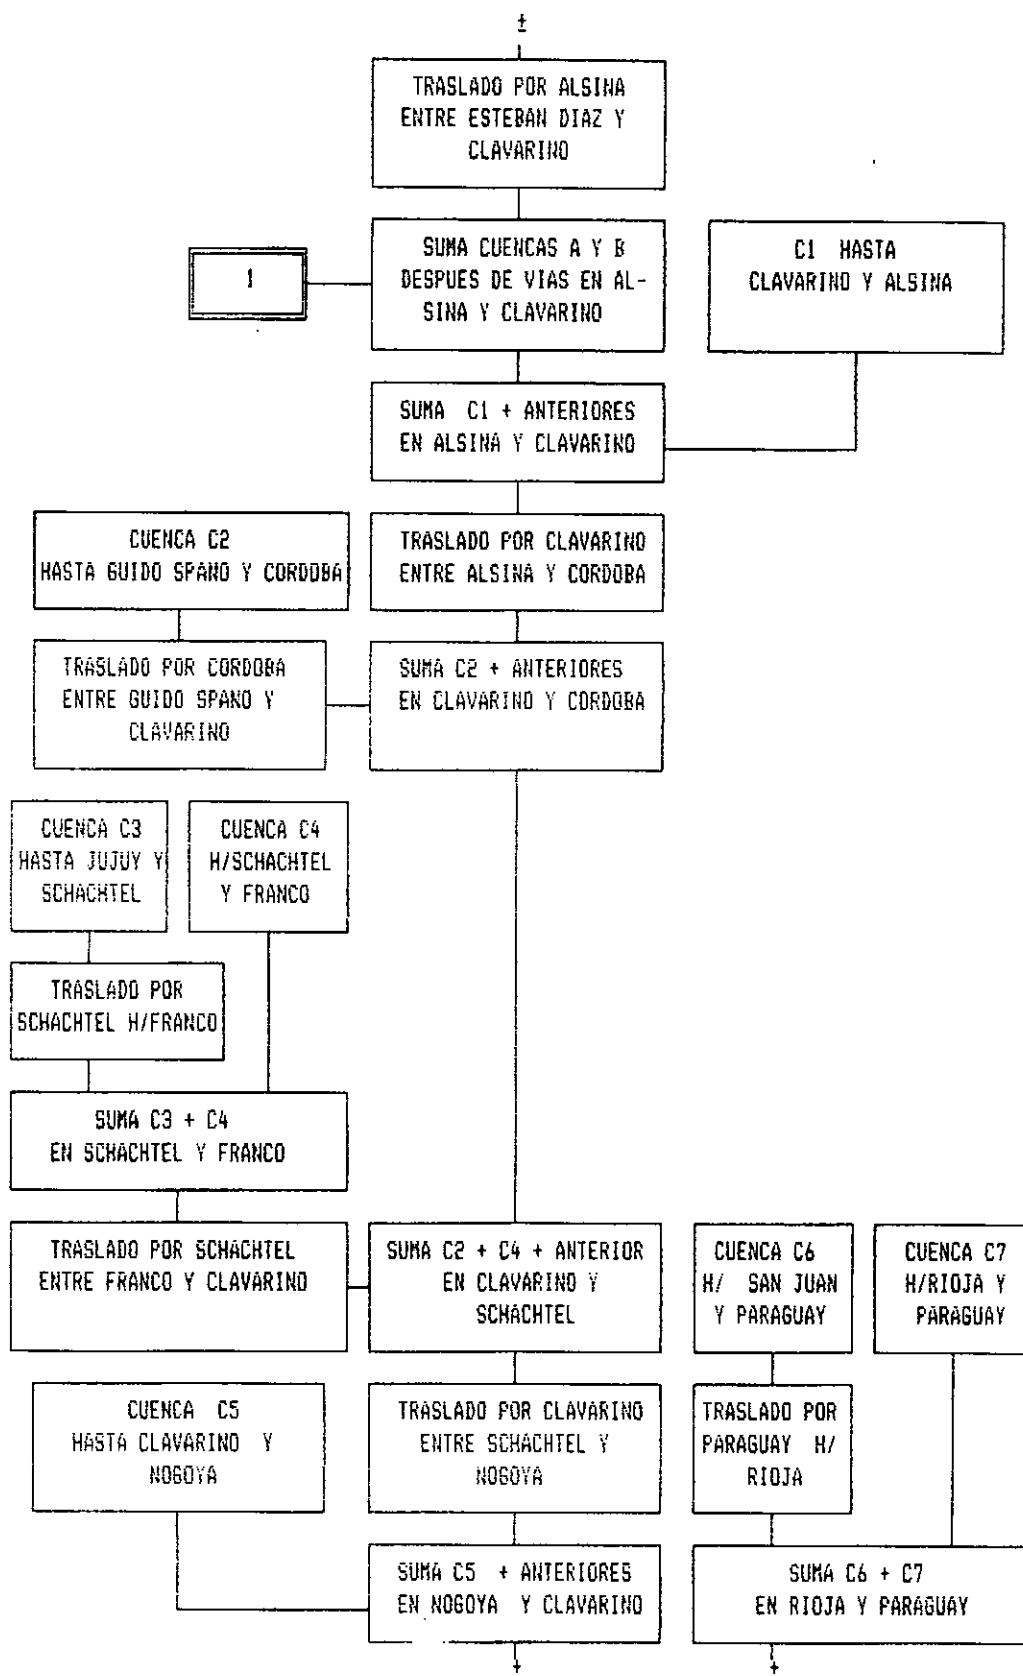 ±
TRASLADO POR ALSINA
ENTRE ESTEBAN DIAZ Y
CLAVARINO
1
SUMA CUENCAS A Y B
DESPUES DE VIAS EN AL-
SINA Y CLAVARINO
C1 HASTA
CLAVARINO Y ALSINA
SUMA C1 + ANTERIORES
EN ALSINA Y CLAVARINO
CUENCA C2
HASTA GUIDO SPANO Y CORDOBA
TRASLADO POR CLAVARINO
ENTRE ALSINA Y CORDOBA
TRASLADO POR CORDOBA
ENTRE GUIDO SPANO Y
CLAVARINO
SUMA C2 + ANTERIORES
EN CLAVARINO Y CORDOBA
CUENCA C3
HASTA JUJUY Y
SCHACHTEL
CUENCA C4
H/SCHACHTEL
Y FRANCO
TRASLADO POR
SCHACHTEL H/FRANCO
SUMA C3 + C4
EN SCHACHTEL Y FRANCO
TRASLADO POR SCHACHTEL
ENTRE FRANCO Y CLAVARINO
SUMA C2 + C4 + ANTERIOR
EN CLAVARINO Y
SCHACHTEL
CUENCA C6
H/ SAN JUAN
Y PARAGUAY
CUENCA C7
H/RIOJA Y
PARAGUAY
CUENCA C5
HASTA CLAVARINO Y
NOGOYA
TRASLADO POR CLAVARINO
ENTRE SCHACHTEL Y
NOGOYA
TRASLADO POR
PARAGUAY H/
RIOJA
SUMA C5 + ANTERIORES
EN NOGOYA Y CLAVARINO
SUMA C6 + C7
EN RIOJA Y PARAGUAY